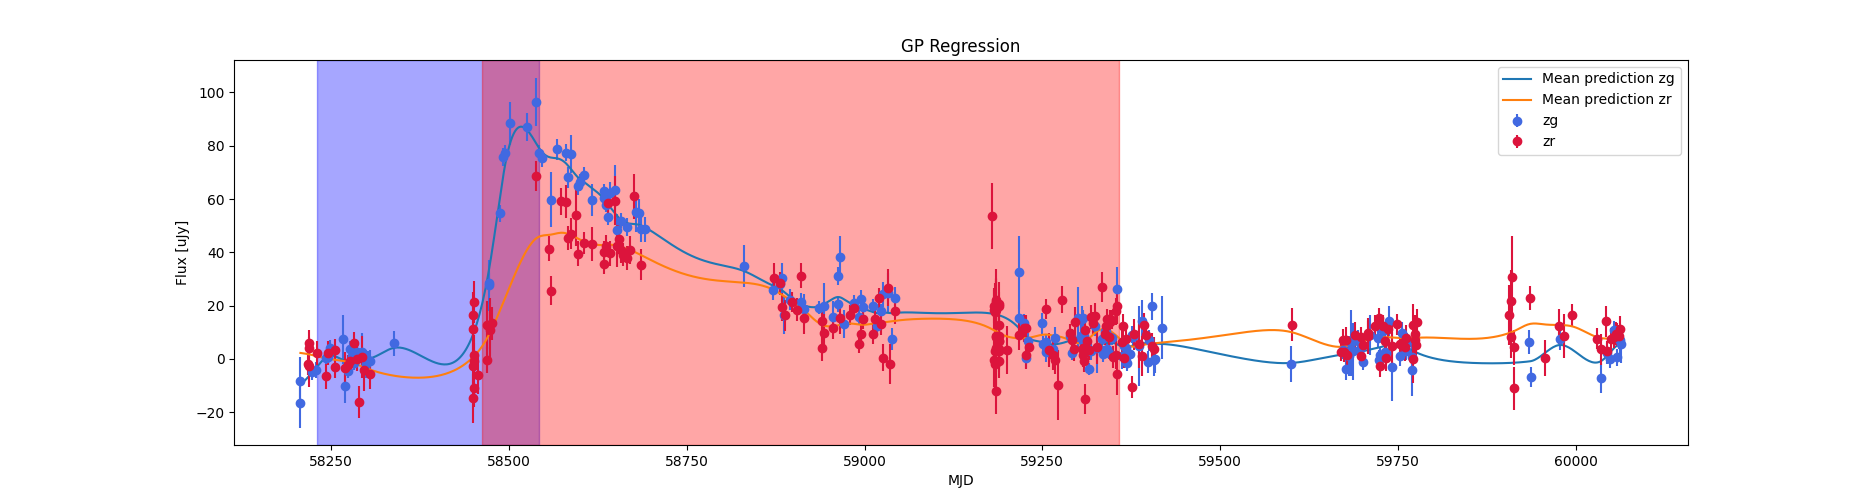 GP Regression
Flux [uJy]
100
80
60
40
20
0
−20
58250
58500
58750
59000
59250
59500
59750
60000
MJD
Mean prediction zg
Mean prediction zr
zg
zr